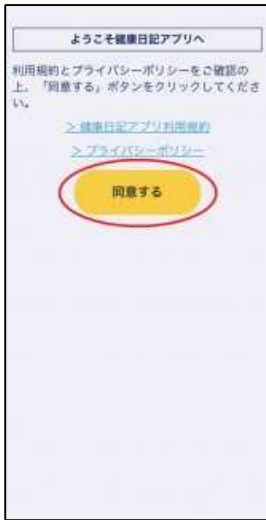 ようこそ健康日記アプリへ
利用規約とプライバシーポリシーをご確認の
上、「同意する」ボタンをクリックしてくださ
い。
＞健康日記アプリ利用規約
＞プライバシーポリシー
同意する